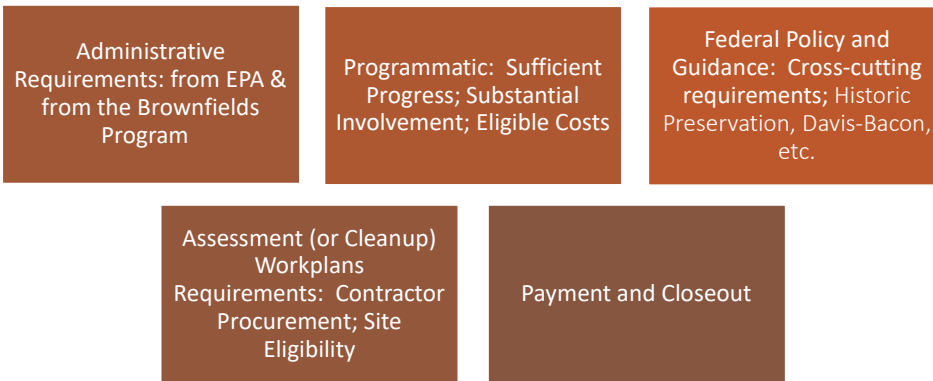 Administrative
Requirements: from EPA &
from the Brownfields
Program
Programmatic:  Sufficient
Progress; Substantial
Involvement; Eligible Costs
Federal Policy and
Guidance:  Cross-cutting
requirements; Historic
Preservation, Davis-Bacon,
etc.
Assessment (or Cleanup)
Workplans
Requirements:  Contractor
Procurement; Site
Eligibility
Payment and Closeout